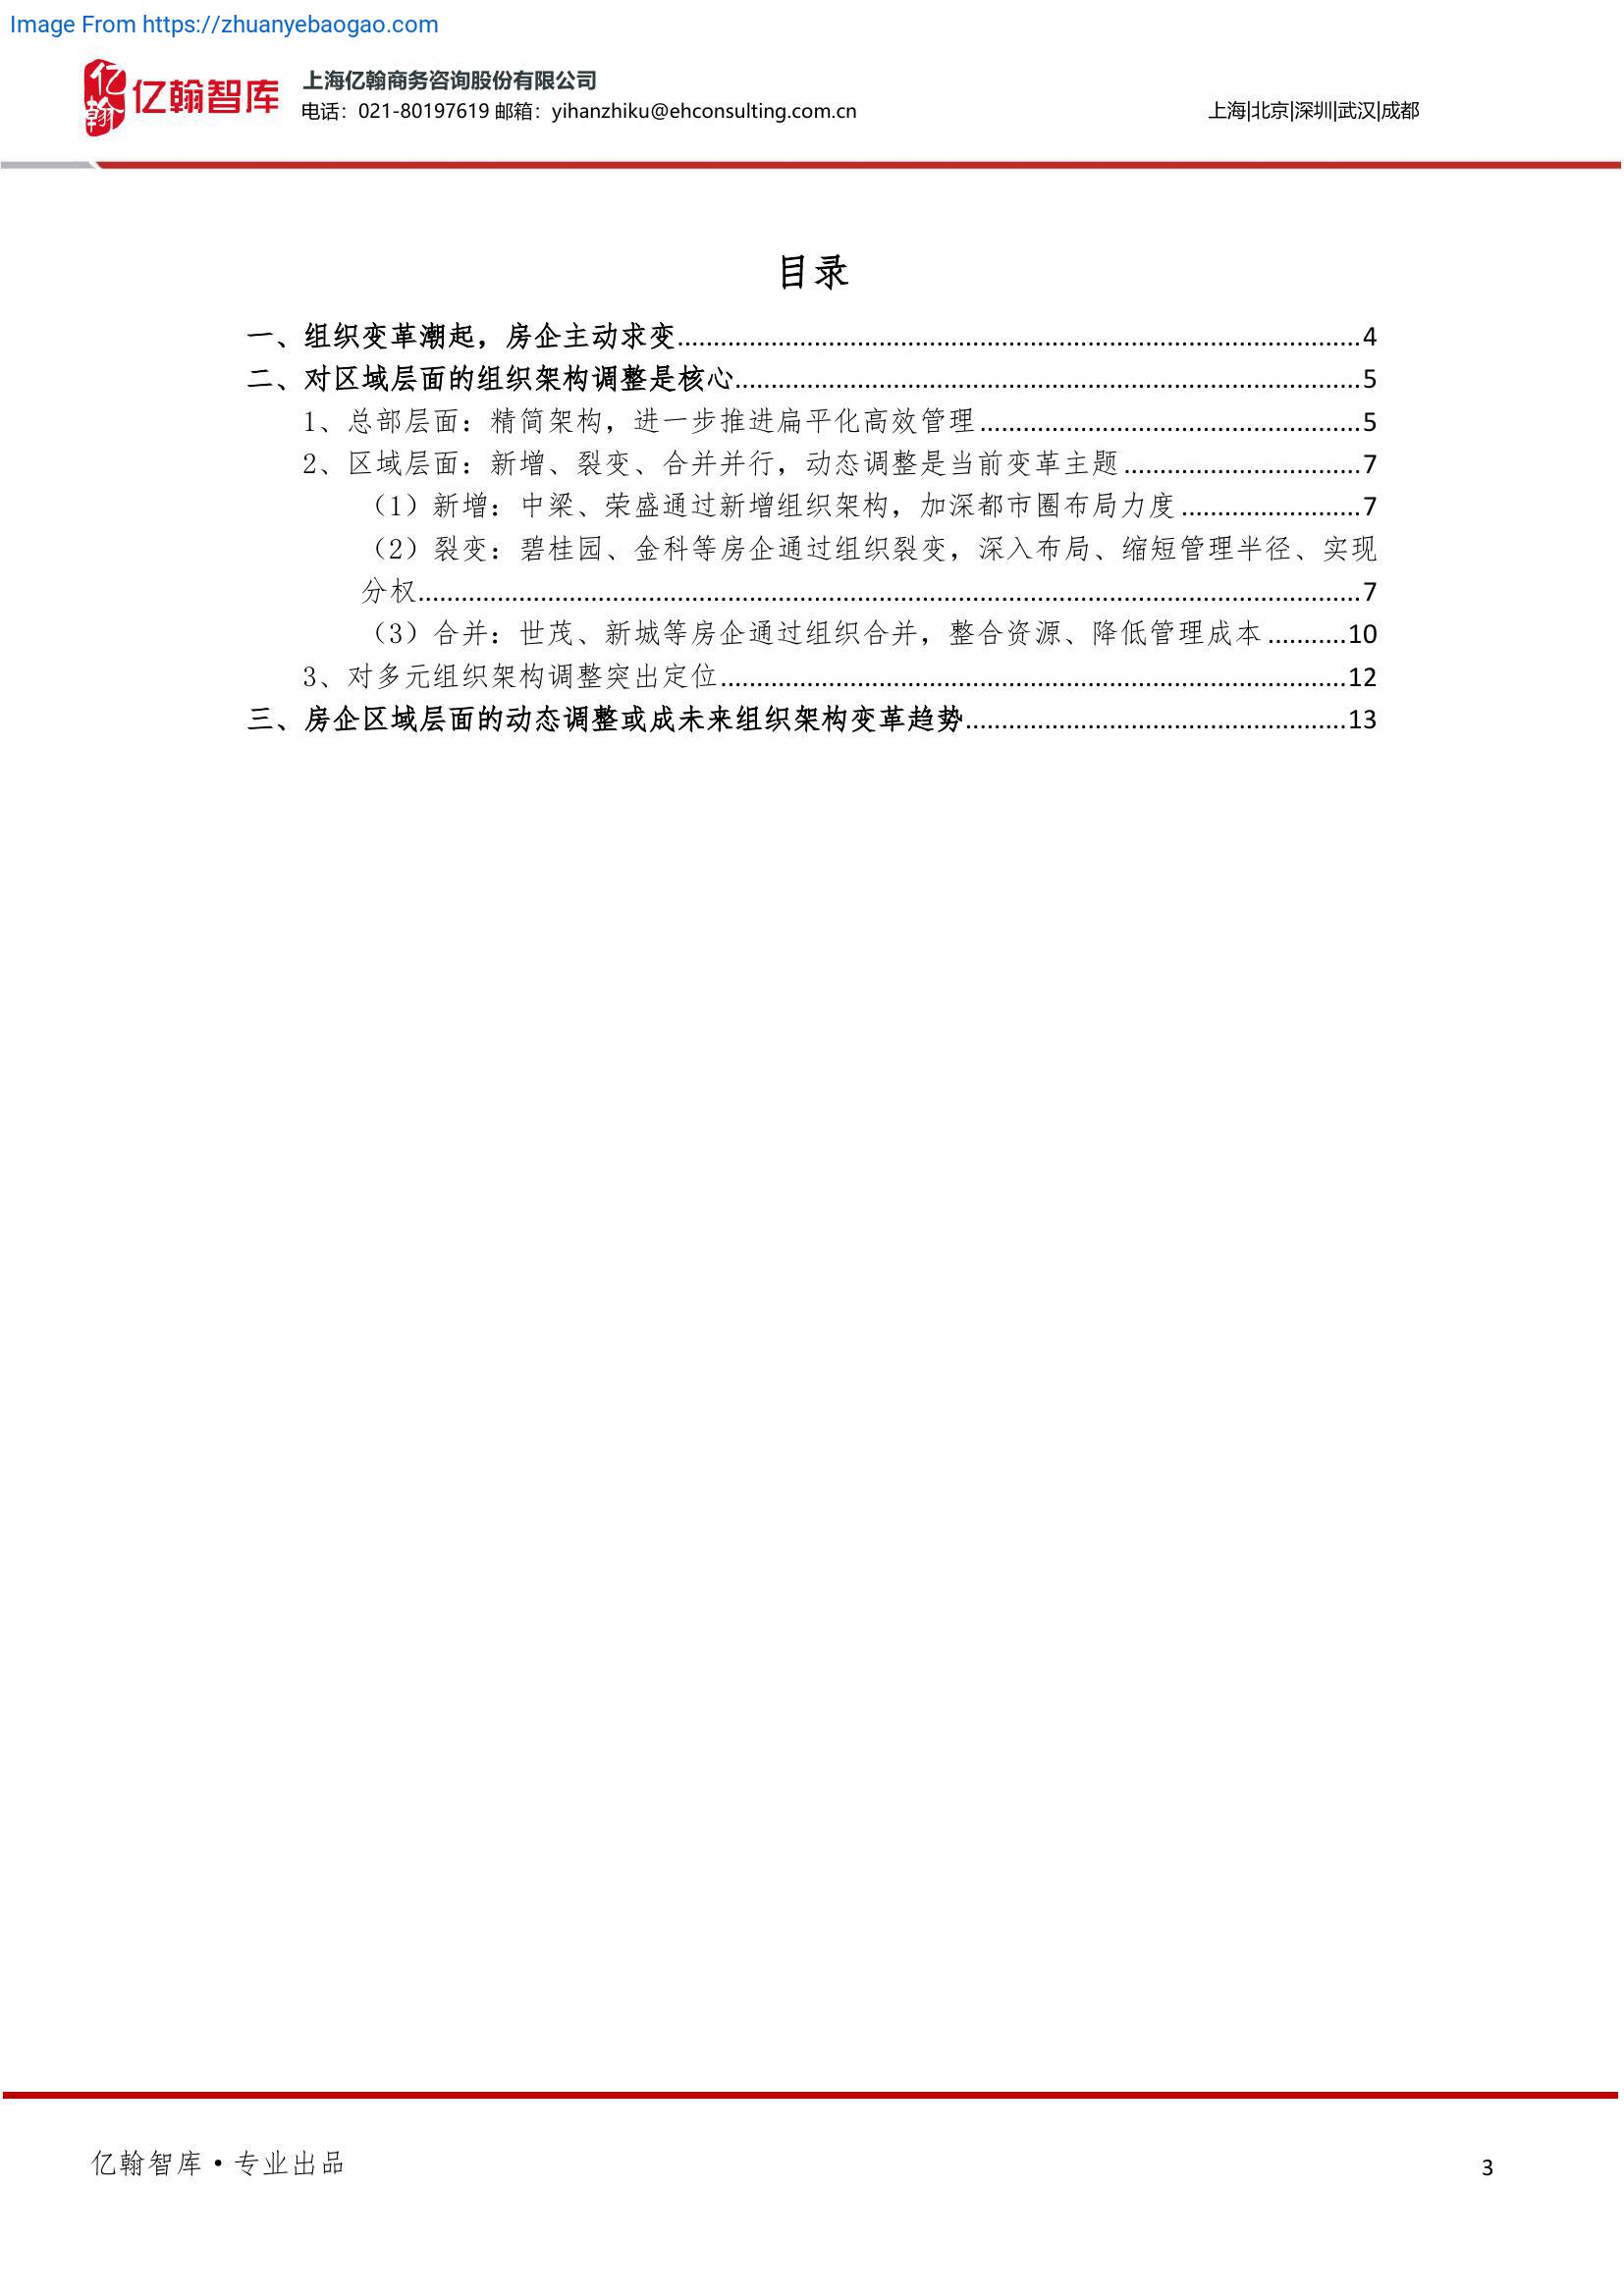 Image From https://zhuanyebaogao.com
亿翰
亿翰智库
上海亿翰商务咨询股份有限公司
电话：021-80197619 邮箱：yihanzhiku@ehconsulting.com.cn
上海|北京|深圳|武汉|成都
目录
一、组织变革潮起，房企主动求变........................4
二、对区域层面的组织架构调整是核心........................5
1、总部层面：精简架构，进一步推进扁平化高效管理........................5
2、区域层面：新增、裂变、合并并行，动态调整是当前变革主题........................7
（1）新增：中梁、荣盛通过新增组织架构，加深都市圈布局力度........................7
（2）裂变：碧桂园、金科等房企通过组织裂变，深入布局、缩短管理半径、实现
分权........................7
（3）合并：世茂、新城等房企通过组织合并，整合资源、降低管理成本...........10
3、对多元组织架构调整突出定位........................12
三、房企区域层面的动态调整或成未来组织架构变革趋势........................13
亿翰智库·专业出品
3